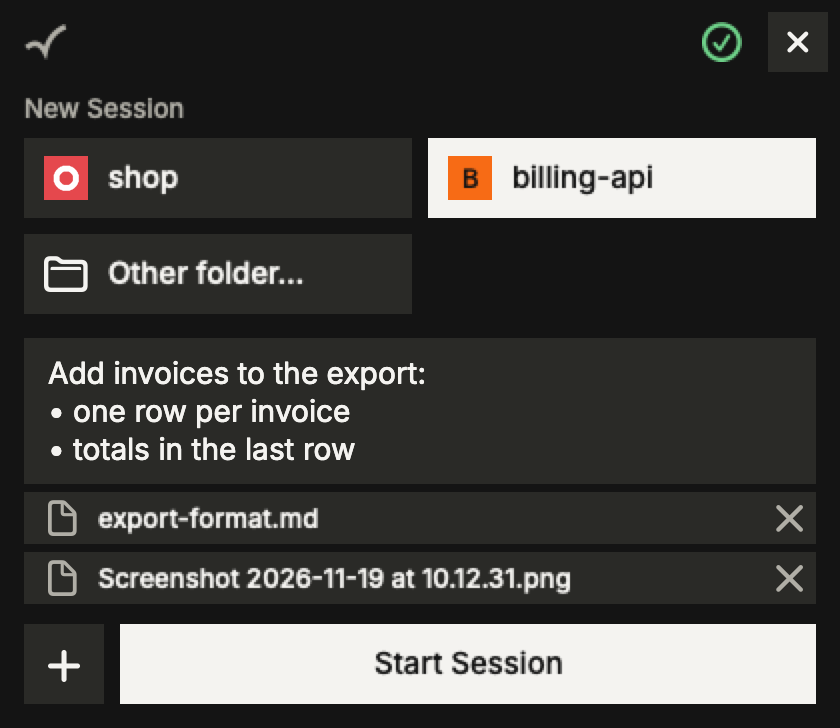 New Session
shop
B billing-api
Other folder...
Add invoices to the export:
• one row per invoice
• totals in the last row
export-format.md
Screenshot 2026-11-19 at 10.12.31.png
Start Session